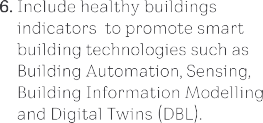 6. Include healthy buildings
indicators to promote smart
building technologies such as
Building Automation, Sensing,
Building Information Modelling
and Digital Twins (DBL).